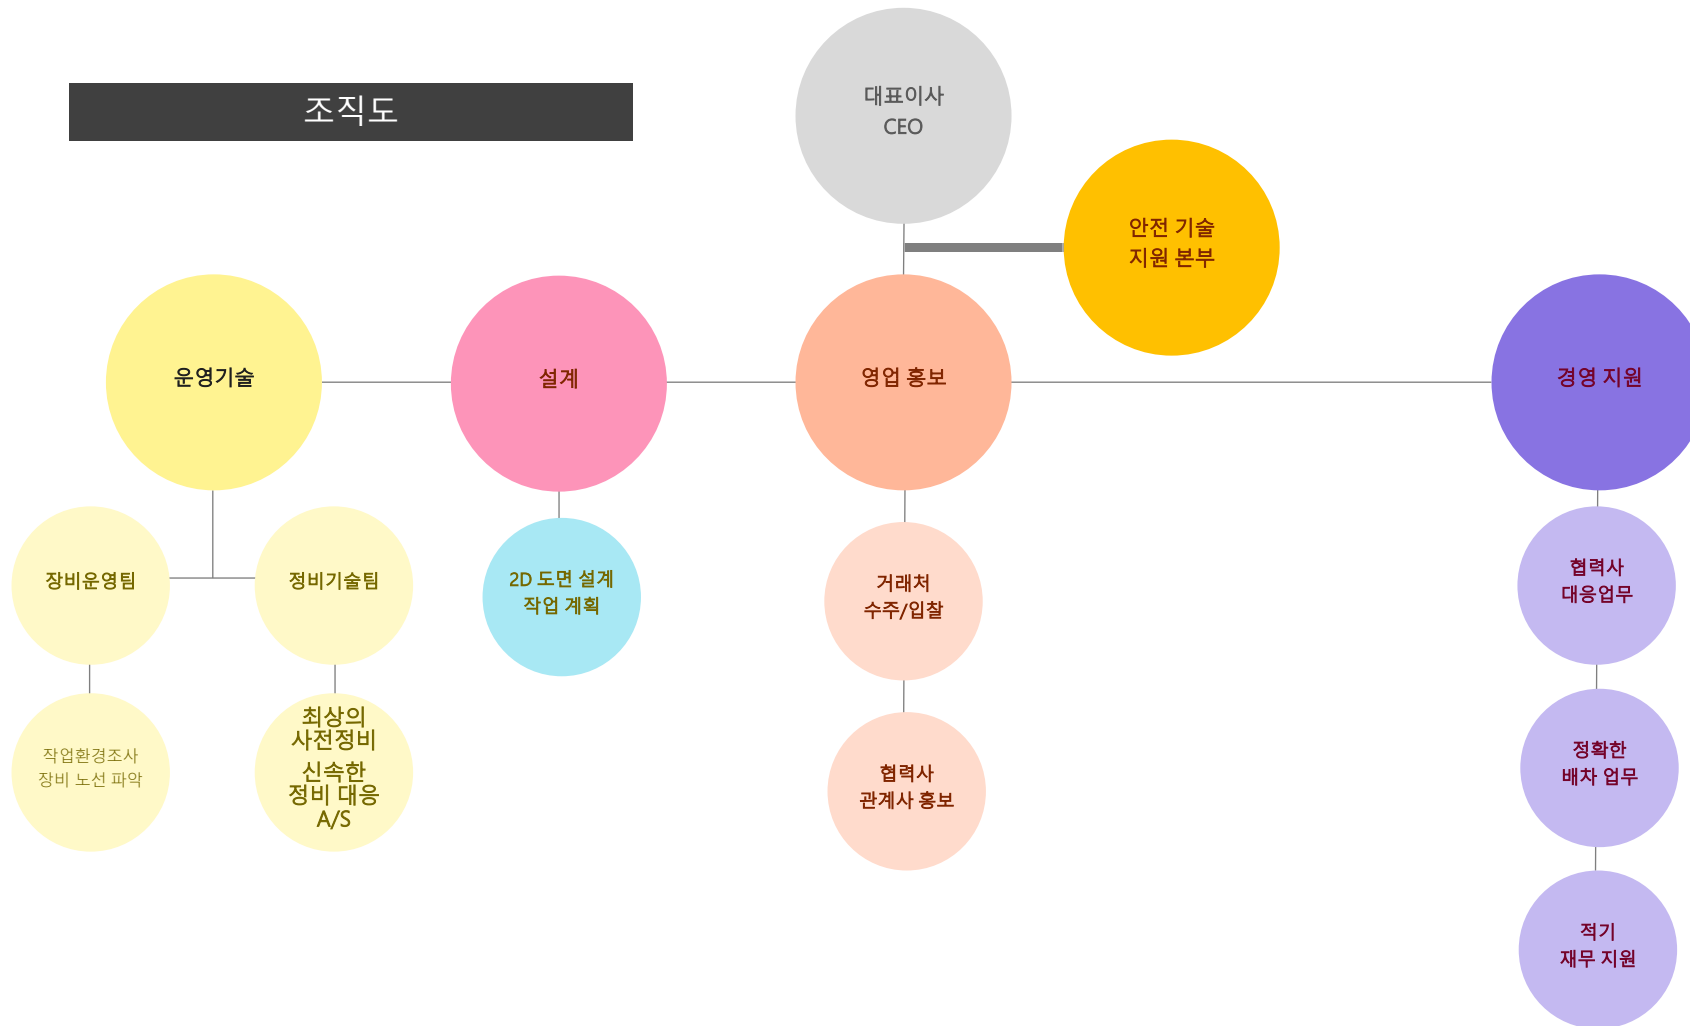 조직도
대표이사
CEO
안전 기술
지원 본부
운영기술
설계
영업 홍보
경영 지원
장비운영팀
정비기술팀
2D 도면 설계
작업 계획
거래처
수주/입찰
협력사
대응업무
작업환경조사
장비 노선 파악
최상의
사전정비
신속한
정비 대응
A/S
협력사
관계사 홍보
정확한
배차 업무
적기
재무 지원